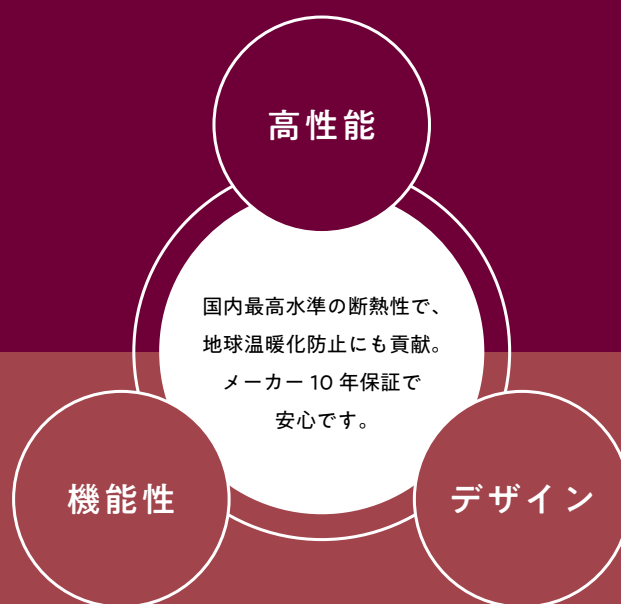 高性能
国内最高水準の断熱性で、
地球温暖化防止にも貢献。
メーカー 10 年保証で
安心です。
機能性
デザイン